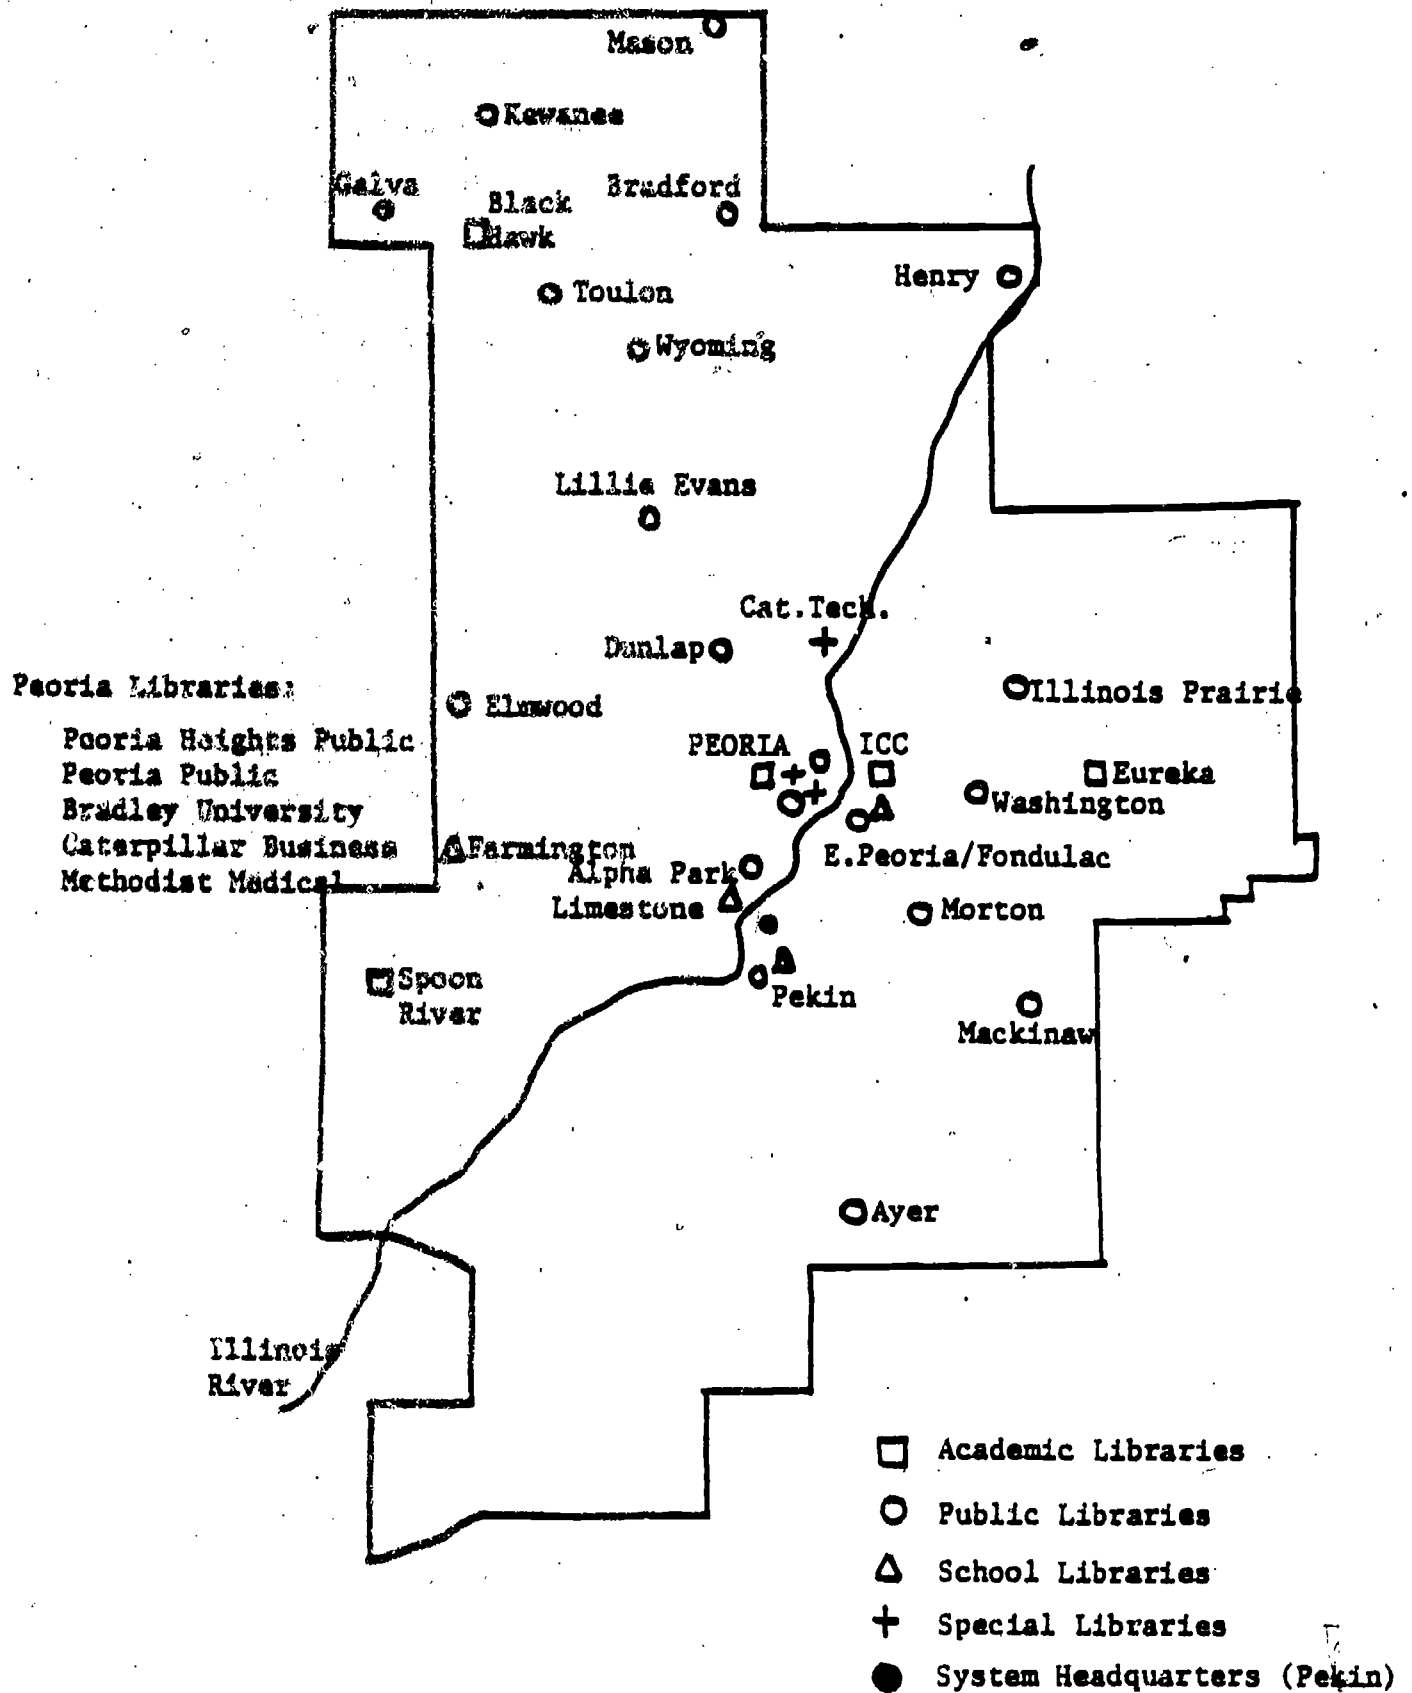 Mason
Kewanee
Galva
Bradford
Black
Hawk
Henry
Toulon
Wyoming
Lillie Evans
Cat.Tech.
Dunlap
Peoria Libraries:
Illinois Prairie
Elmwood
Peoria Heights Public
PEORIA
ICC
Peoria Public
Eureka
Washington
Bradley University
Caterpillar Business
Farmington
E.Peoria/Fondulac
Alpha Park
Methodist Medical
Limestone
Morton
Spoon
River
Pekin
Mackinaw
Ayer
Illinois
River
Academic Libraries
Public Libraries
School Libraries
Special Libraries
System Headquarters (Pekin)